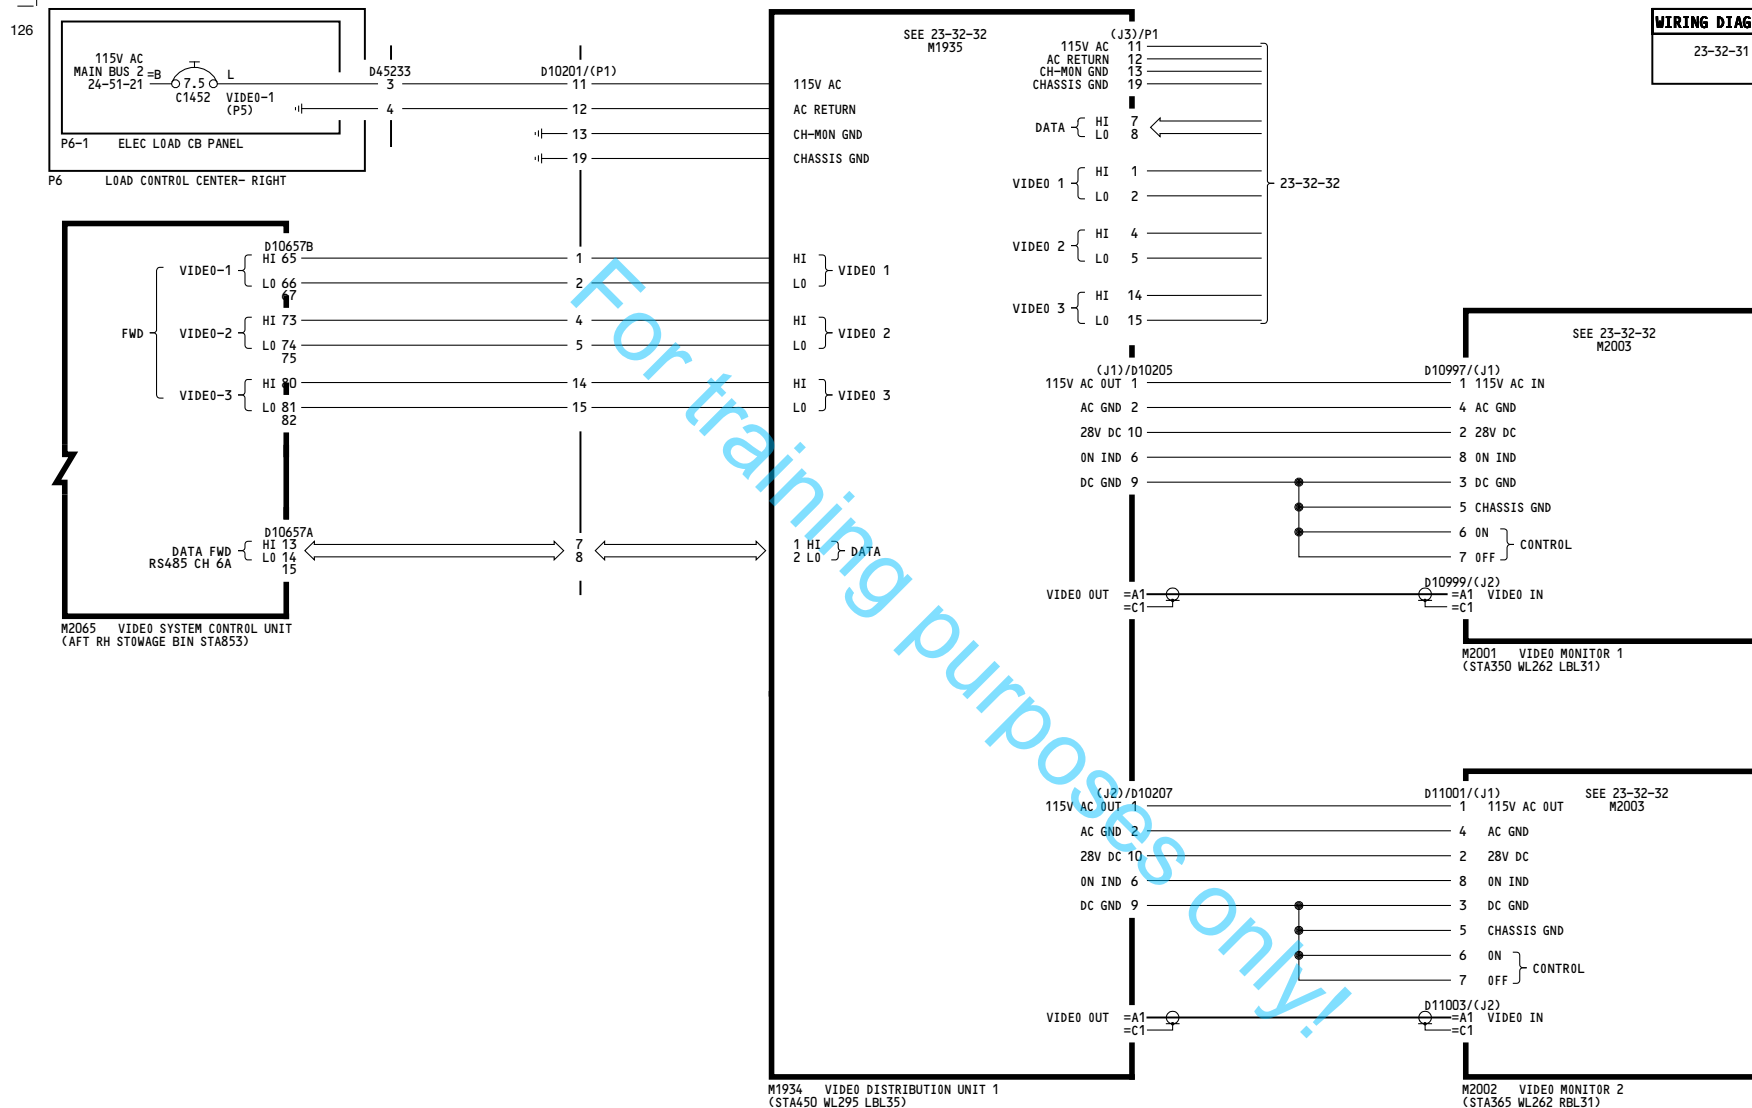 126
WIRING DIAG
23-32-31
115V AC
MAIN BUS 2
24-51-21
=B
7.5
L
C1452
VIDEO-1
(P5)
P6-1 ELEC LOAD CB PANEL
P6 LOAD CONTROL CENTER- RIGHT
D45233
3
4
D10201/(P1)
11
12
13
19
115V AC
AC RETURN
CH-MON GND
CHASSIS GND
SEE 23-32-32
M1935
(J3)/P1
115V AC 11
AC RETURN 12
CH-MON GND 13
CHASSIS GND 19
DATA HI 7
LO 8
VIDEO 1 HI 1
LO 2
VIDEO 2 HI 4
LO 5
VIDEO 3 HI 14
LO 15
23-32-32
D10657B
FWD
VIDEO-1 HI 65
LO 66
67
VIDEO-2 HI 73
LO 74
75
VIDEO-3 HI 80
LO 81
82
1
2
4
5
14
15
HI
LO
VIDEO 1
HI
LO
VIDEO 2
HI
LO
VIDEO 3
D10657A
DATA FWD HI 13
RS485 CH 6A LO 14
15
7
8
1 HI
2 LO
DATA
M2065 VIDEO SYSTEM CONTROL UNIT
(AFT RH STOWAGE BIN STA853)
(J1)/D10205
115V AC OUT 1
AC GND 2
28V DC 10
ON IND 6
DC GND 9
VIDEO OUT =A1
=C1
SEE 23-32-32
M2003
D10997/(J1)
1 115V AC IN
4 AC GND
2 28V DC
8 ON IND
3 DC GND
5 CHASSIS GND
6 ON
7 OFF
CONTROL
D10999/(J2)
=A1 VIDEO IN
=C1
M2001 VIDEO MONITOR 1
(STA350 WL262 LBL31)
(J2)/D10207
115V AC OUT 1
AC GND 2
28V DC 10
ON IND 6
DC GND 9
VIDEO OUT =A1
=C1
D11001/(J1)
SEE 23-32-32
M2003
1 115V AC OUT
4 AC GND
2 28V DC
8 ON IND
3 DC GND
5 CHASSIS GND
6 ON
7 OFF
CONTROL
D11003/(J2)
=A1 VIDEO IN
=C1
M1934 VIDEO DISTRIBUTION UNIT 1
(STA450 WL295 LBL35)
M2002 VIDEO MONITOR 2
(STA365 WL262 RBL31)
For training purposes only!